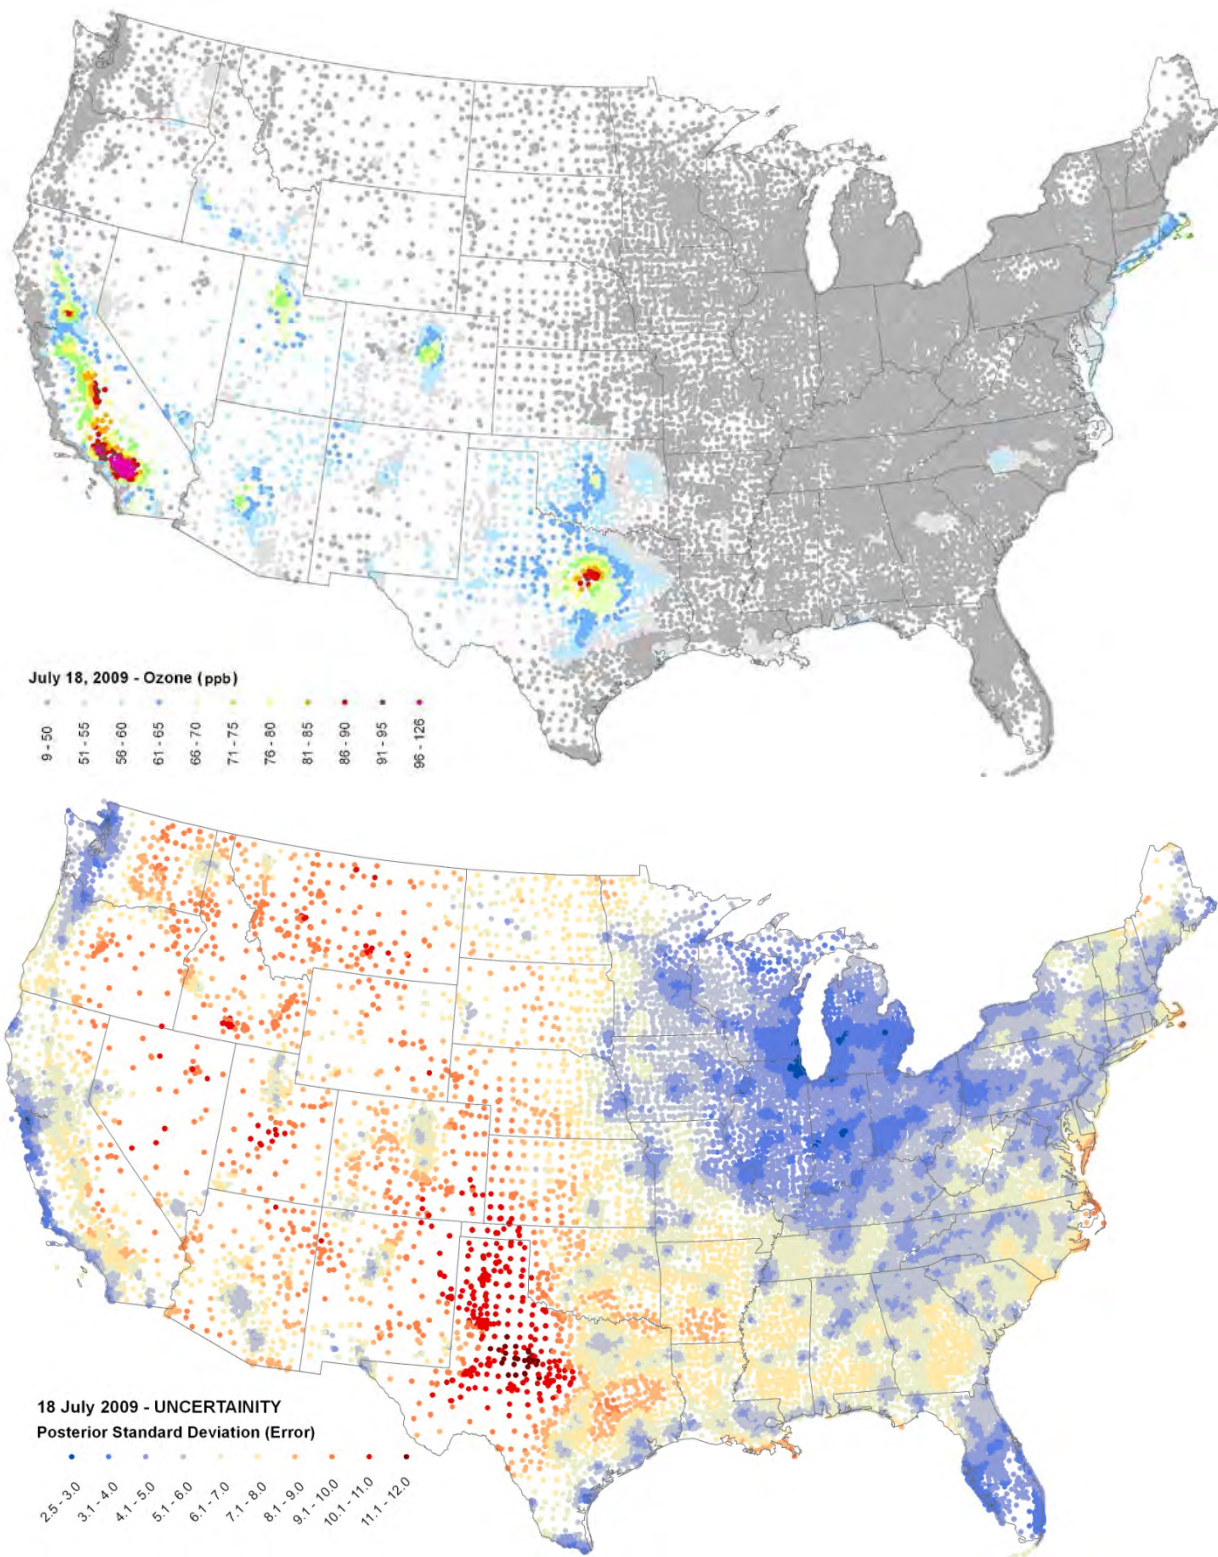 July 18, 2009 - Ozone (ppb)
9 - 50
51 - 55
56 - 60
61 - 65
66 - 70
71 - 75
76 - 80
81 - 85
86 - 90
91 - 95
96 - 126
18 July 2009 - UNCERTAINITY
Posterior Standard Deviation (Error)
2.5 - 3.0
3.1 - 4.0
4.1 - 5.0
5.1 - 6.0
6.1 - 7.0
7.1 - 8.0
8.1 - 9.0
9.1 - 10.0
10.1 - 11.0
11.1 - 12.0